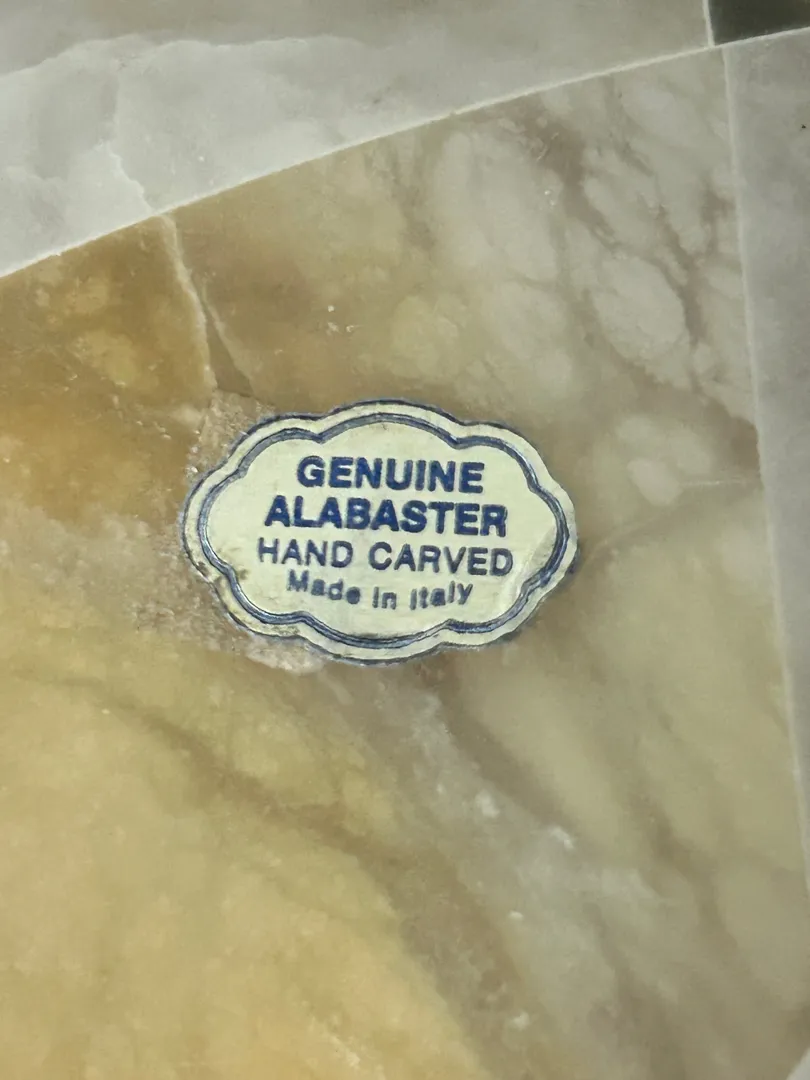 GENUINE
ALABASTER
HAND CARVED
Made in Italy